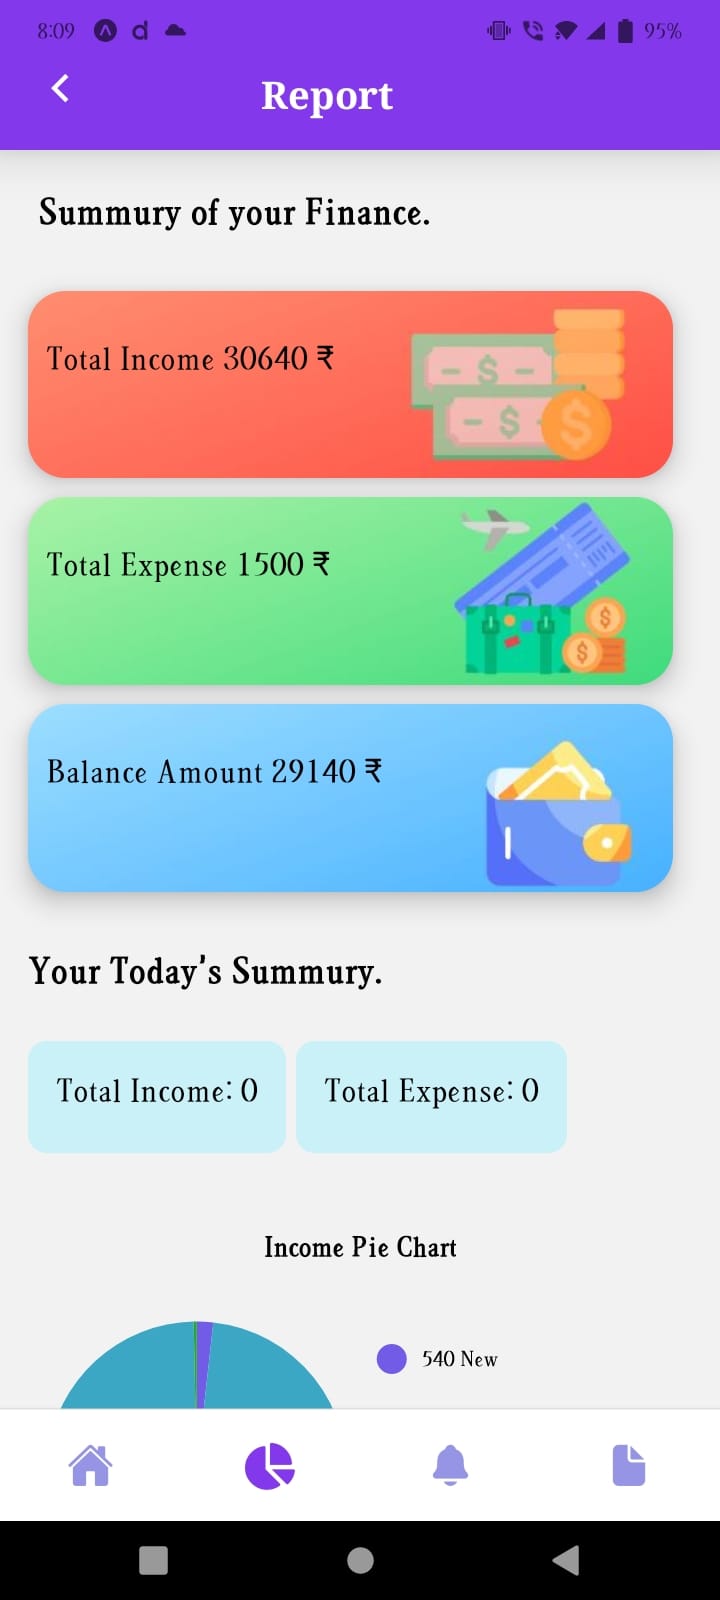 8:09 d 95%
Report
Summury of your Finance.
Total Income 30640 ₹
- $ -
- $ -
$
Total Expense 1500 ₹
$
$
Balance Amount 29140 ₹
Your Today's Summury.
Total Income: 0 Total Expense: 0
Income Pie Chart
540 New